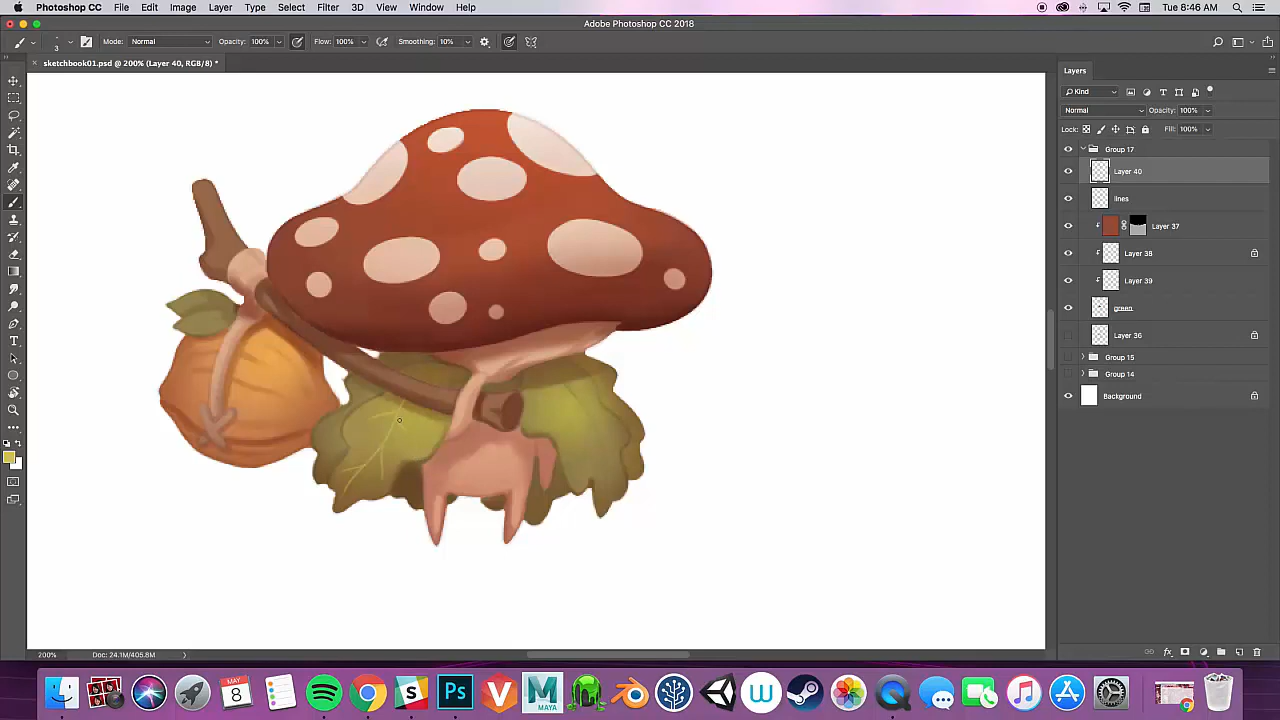 Photoshop CC File Edit Image Layer Type Select Filter 3D View Window Help Tue 8:46 AM
Adobe Photoshop CC 2018
3 Mode: Normal Opacity: 100% Flow: 100% Smoothing: 10%
sketchbook01.psd @ 200% (Layer 40, RGB/8) *
Layers
Kind
Normal Opacity: 100%
Lock: Fill: 100%
Group 17
Layer 40
lines
Layer 37
Layer 38
Layer 39
green
Layer 36
Group 15
Group 14
Background
200% Doc: 24.1M/405.8M
MAY
8
Ps
MAYA